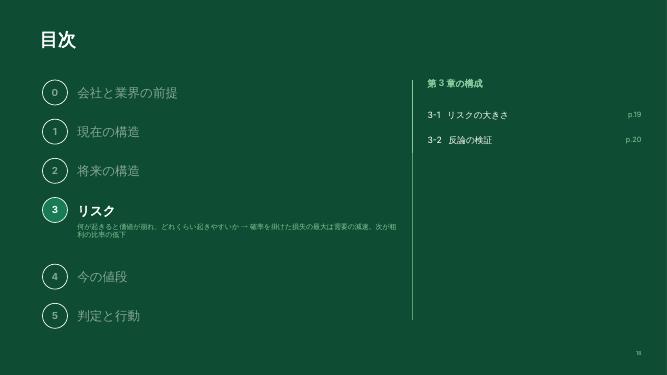 目次
0 会社と業界の前提
1 現在の構造
2 将来の構造
3 リスク
何が起きると価値が崩れ、どれくらい起きやすいか → 確率を掛けた損失の最大は需要の減速、次が粗
利の比率の低下
4 今の値段
5 判定と行動
第 3 章の構成
3-1 リスクの大きさ p.19
3-2 反論の検証 p.20
18